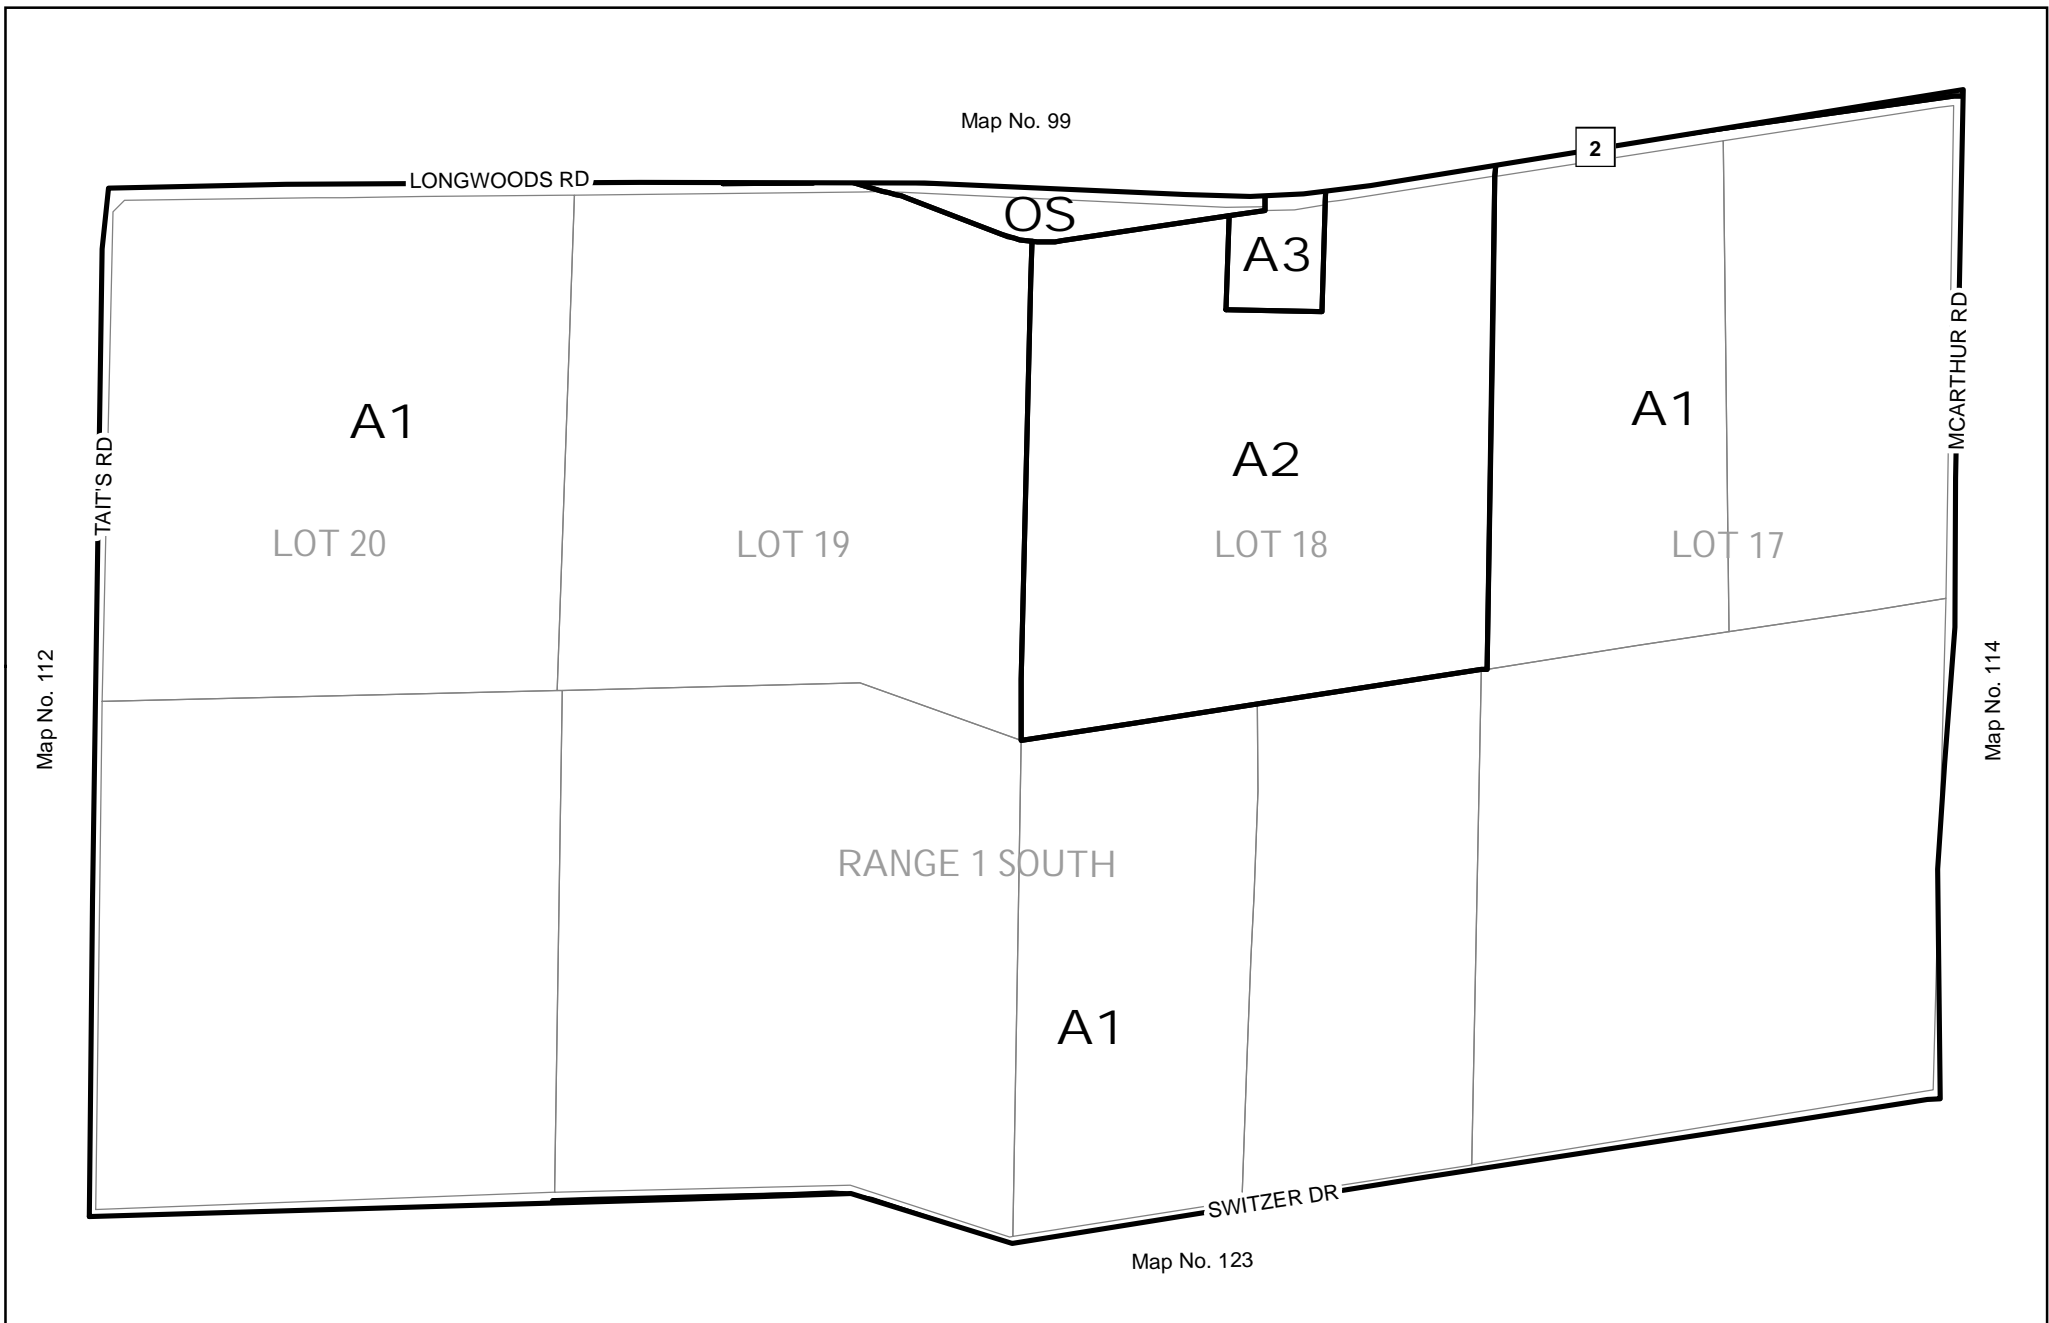 Map No. 99
2
LONGWOODS RD
OS
A3
MCARTHUR RD
A1
A1
A2
TAIT'S RD
LOT 20
LOT 19
LOT 18
LOT 17
Map No. 112
Map No. 114
RANGE 1 SOUTH
A1
SWITZER DR
Map No. 123